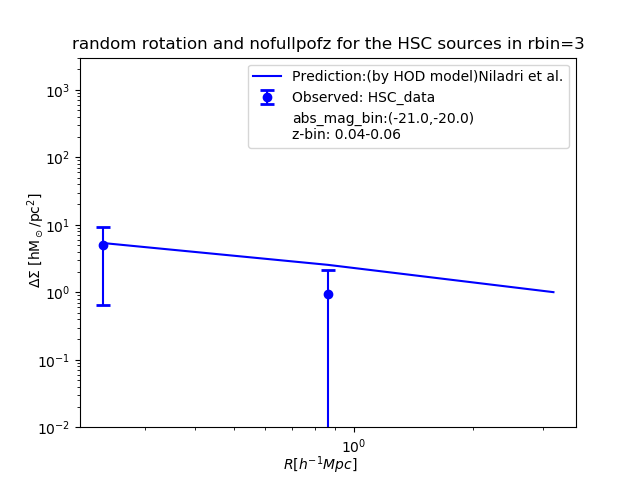 random rotation and nofullpofz for the HSC sources in rbin=3
Prediction:(by HOD model)Niladri et al.
Observed: HSC_data
abs_mag_bin:(-21.0,-20.0)
z-bin: 0.04-0.06
10³
10²
10¹
10⁰
10⁻¹
10⁻²
ΔΣ [hM⊙/pc²]
10⁰
R[h⁻¹Mpc]